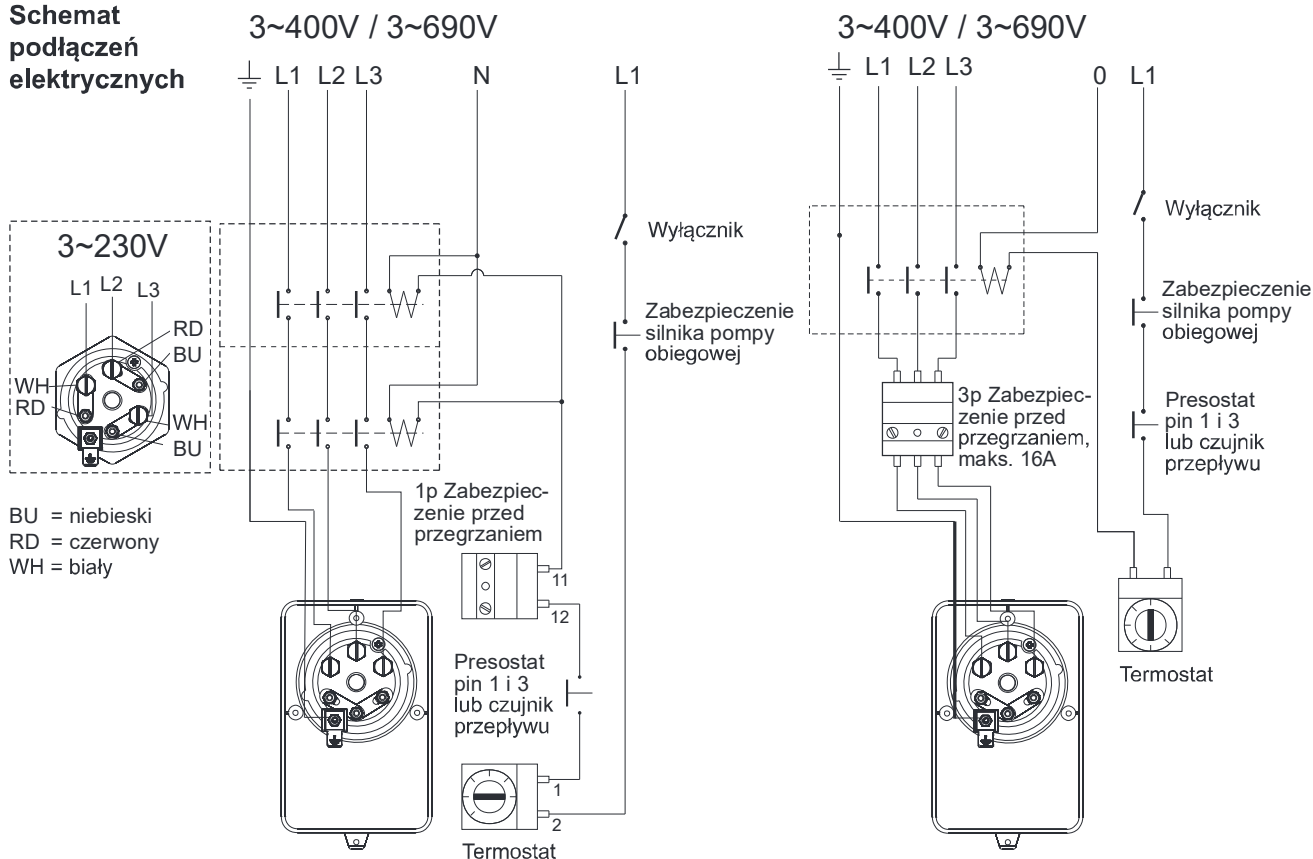 Schemat
podłączeń
elektrycznych
3~400V / 3~690V
L1 L2 L3 N L1
3~230V
L1 L2 L3
RD
BU
WH
RD
WH
BU
BU = niebieski
RD = czerwony
WH = biały
Wyłącznik
Zabezpieczenie
silnika pompy
obiegowej
1p Zabezpiec-
zenie przed
przegrzaniem
11
12
Presostat
pin 1 i 3
lub czujnik
przepływu
1
2
Termostat
3~400V / 3~690V
L1 L2 L3 0 L1
Wyłącznik
Zabezpieczenie
silnika pompy
obiegowej
3p Zabezpiec-
zenie przed
przegrzaniem,
maks. 16A
Presostat
pin 1 i 3
lub czujnik
przepływu
Termostat